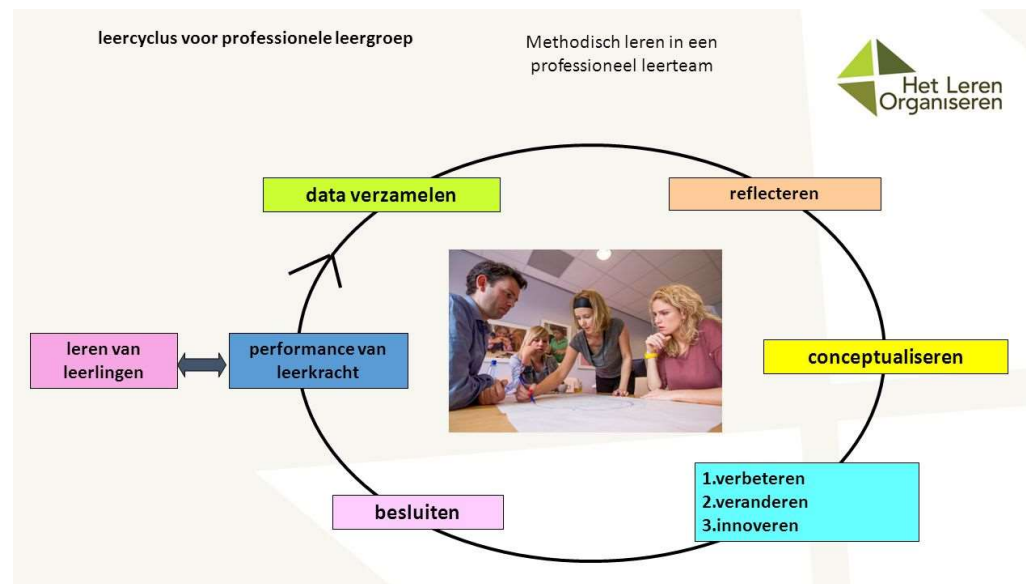 leercyclus voor professionele leergroep
Methodisch leren in een
professioneel leerteam
Het Leren
Organiseren
data verzamelen
reflecteren
leren van
leerlingen
performance van
leerkracht
conceptualiseren
1.verbeteren
2.veranderen
3.innoveren
besluiten